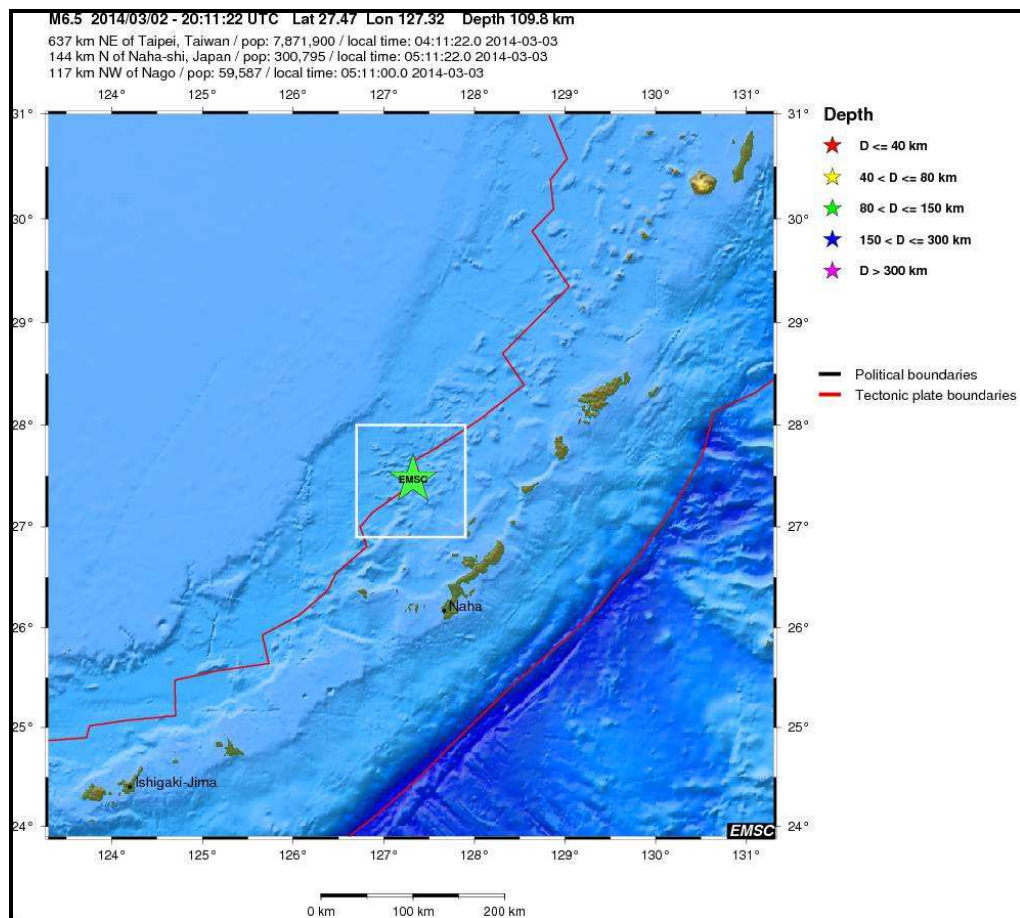 M6.5 2014/03/02 - 20:11:22 UTC Lat 27.47 Lon 127.32 Depth 109.8 km
637 km NE of Taipei, Taiwan / pop: 7,871,900 / local time: 04:11:22.0 2014-03-03
144 km N of Naha-shi, Japan / pop: 300,795 / local time: 05:11:22.0 2014-03-03
117 km NW of Nago / pop: 59,587 / local time: 05:11:00.0 2014-03-03
124° 125° 126° 127° 128° 129° 130° 131°
31° 31°
30° 30°
29° 29°
28° 28°
27° 27°
26° 26°
25° 25°
24° 24°
EMSC
Naha
Ishigaki-Jima
EMSC
124° 125° 126° 127° 128° 129° 130° 131°
0 km 100 km 200 km
Depth
D <= 40 km
40 < D <= 80 km
80 < D <= 150 km
150 < D <= 300 km
D > 300 km
Political boundaries
Tectonic plate boundaries